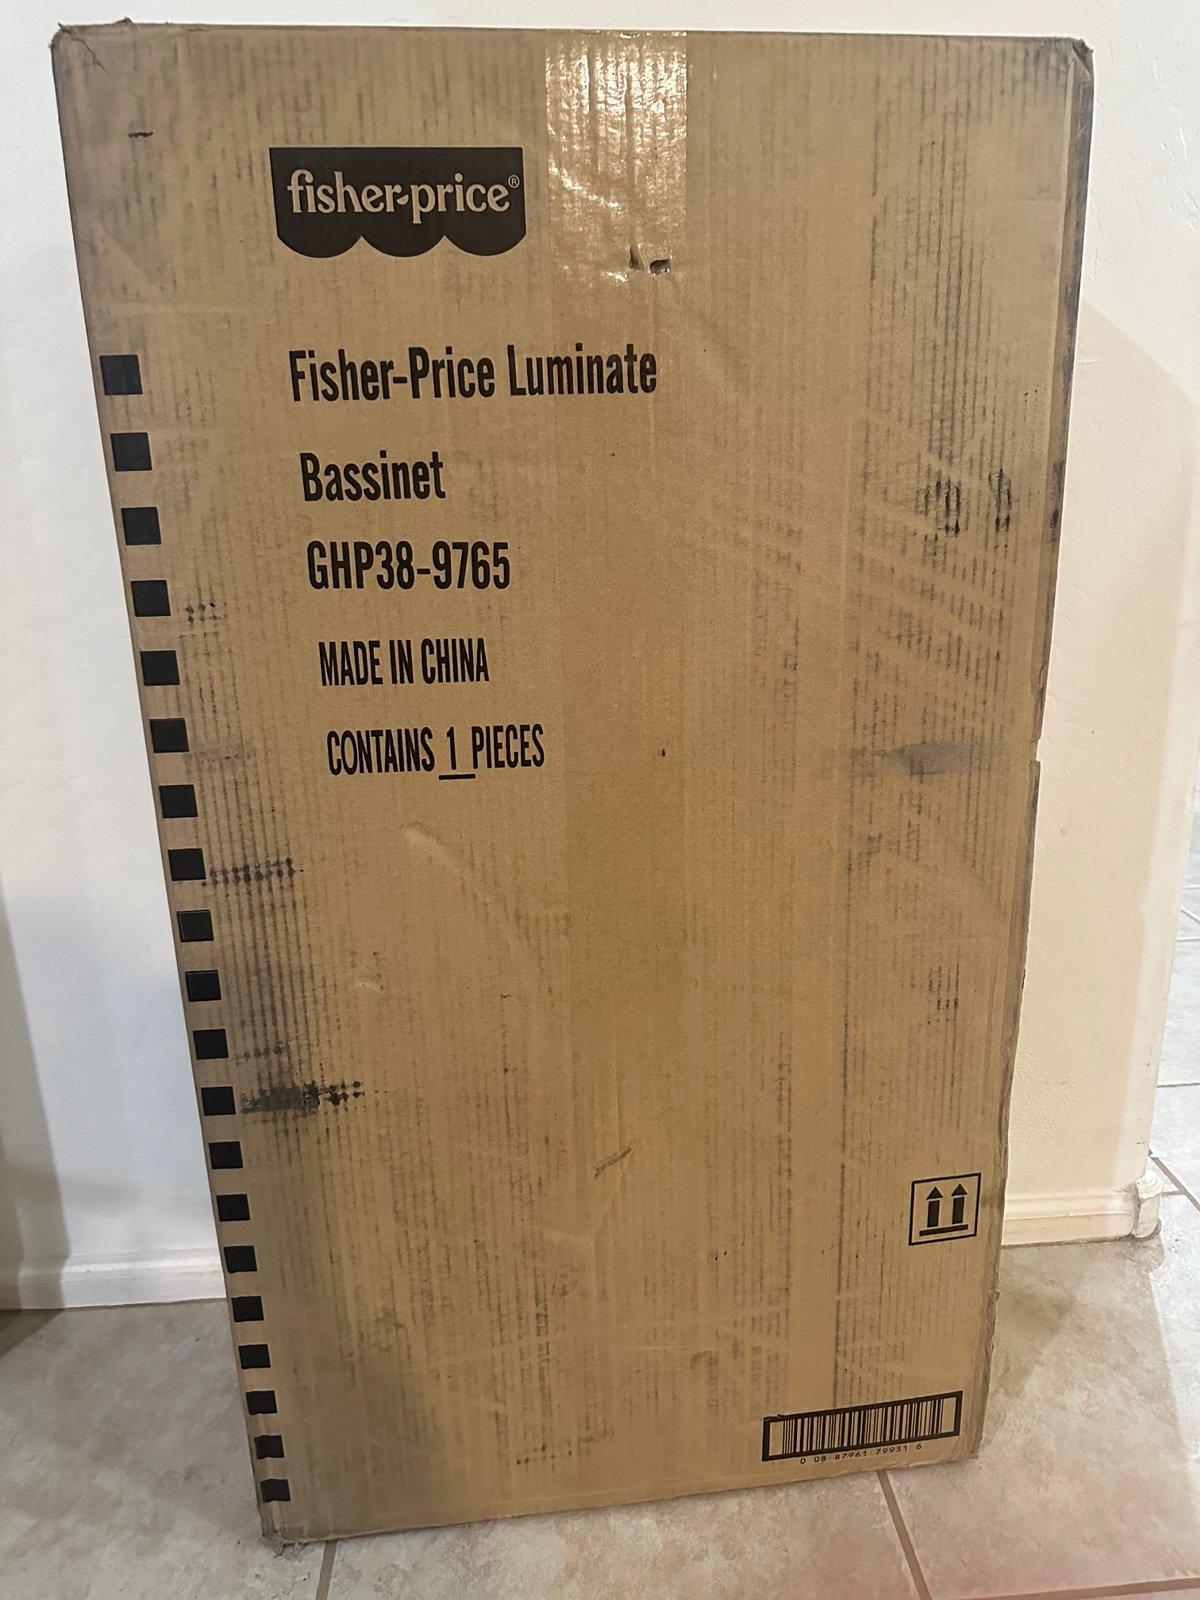 fisher-price®
Fisher-Price Luminate
Bassinet
GHP38-9765
MADE IN CHINA
CONTAINS 1 PIECES
0 08 87961 79931 6